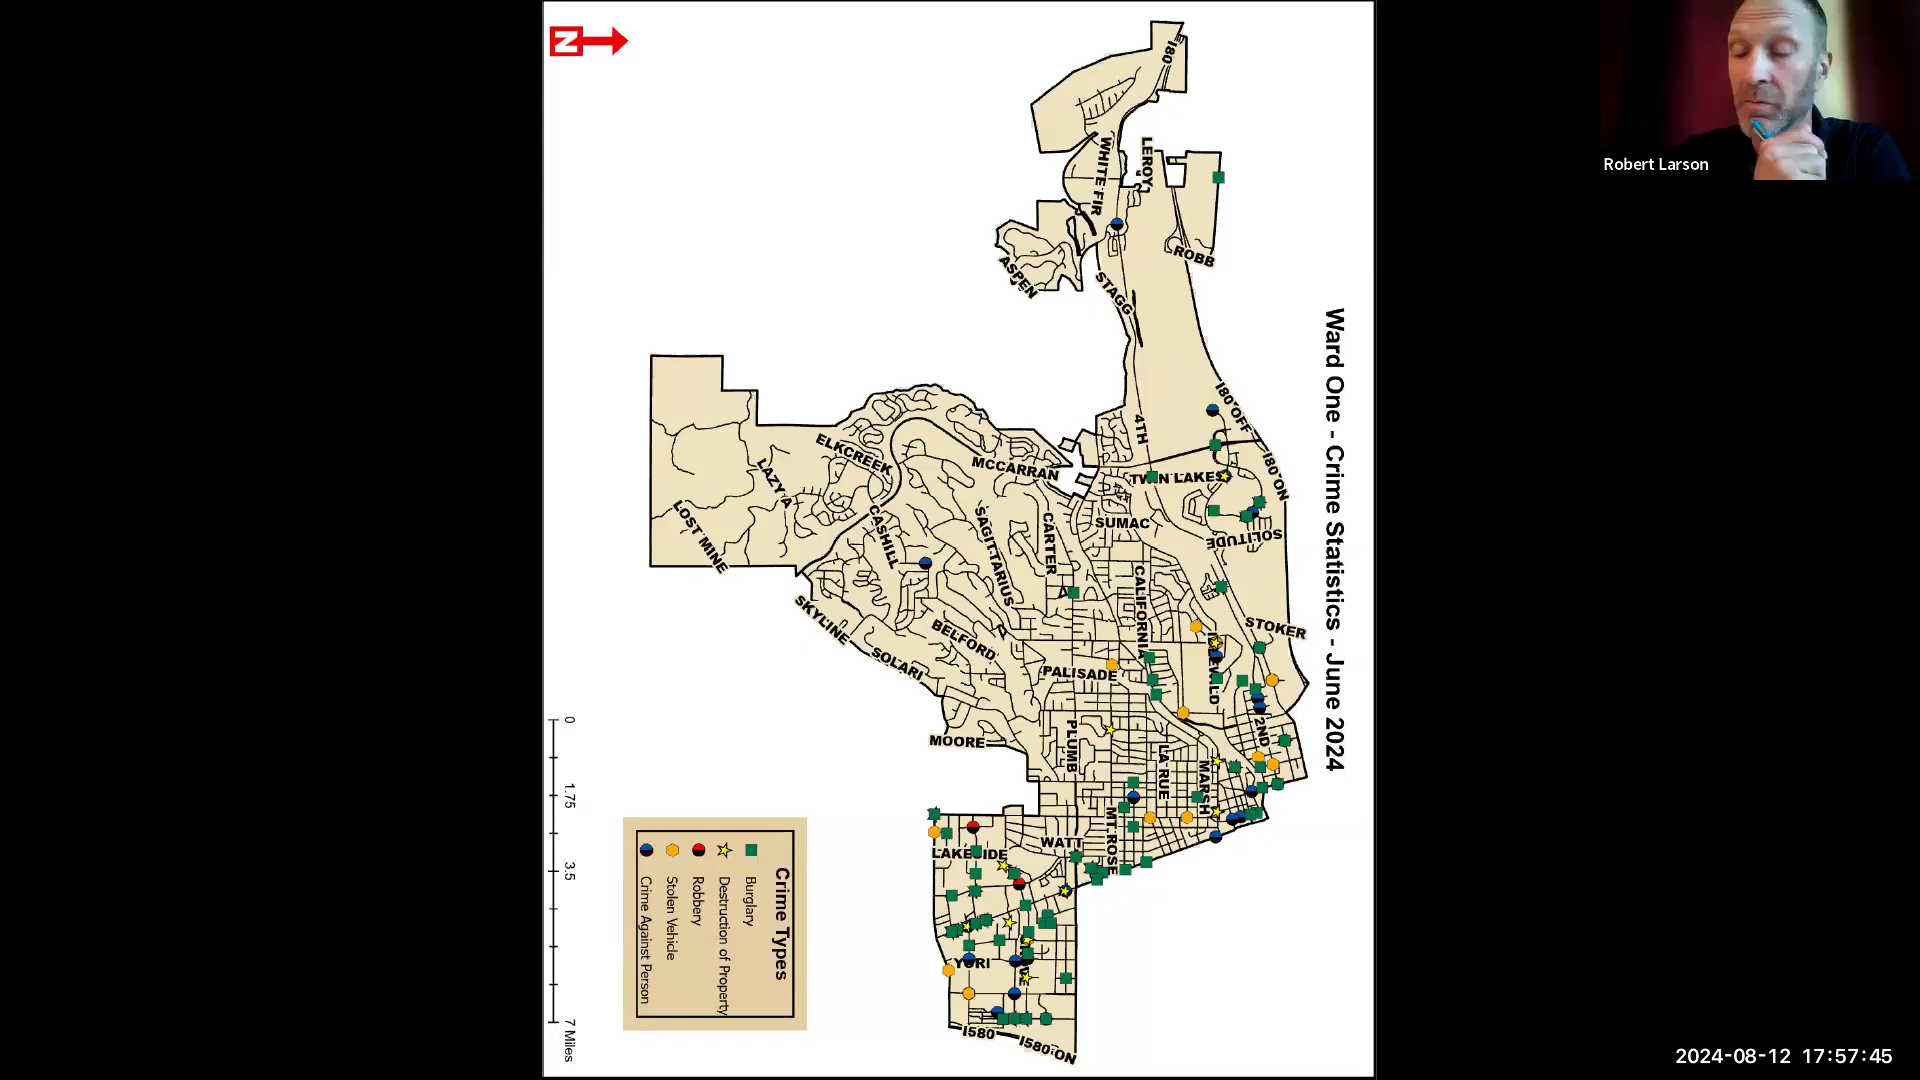 Ward One - Crime Statistics - June 2024
N
I80
LEROY
WHITE FIR
ROBB
ASPEN
STAGG
I80 OFF
4TH
I80 ON
ELKCREEK
MCCARRAN
TWIN LAKES
LAZY A
LOST MINE
CASHILL
SAGITTARIUS
CARTER
SUMAC
SOLITUDE
CALIFORNIA
STOKER
SKYLINE
BELFORD
SOLARI
PALISADE
2ND
MOORE
PLUMB
LA RUE
MARSH
MT ROSE
WATT
LAKESIDE
YORI
I580
I580 ON
Crime Types
Burglary
Destruction of Property
Robbery
Stolen Vehicle
Crime Against Person
0
1.75
3.5
7 Miles
Robert Larson
2024-08-12 17:57:45